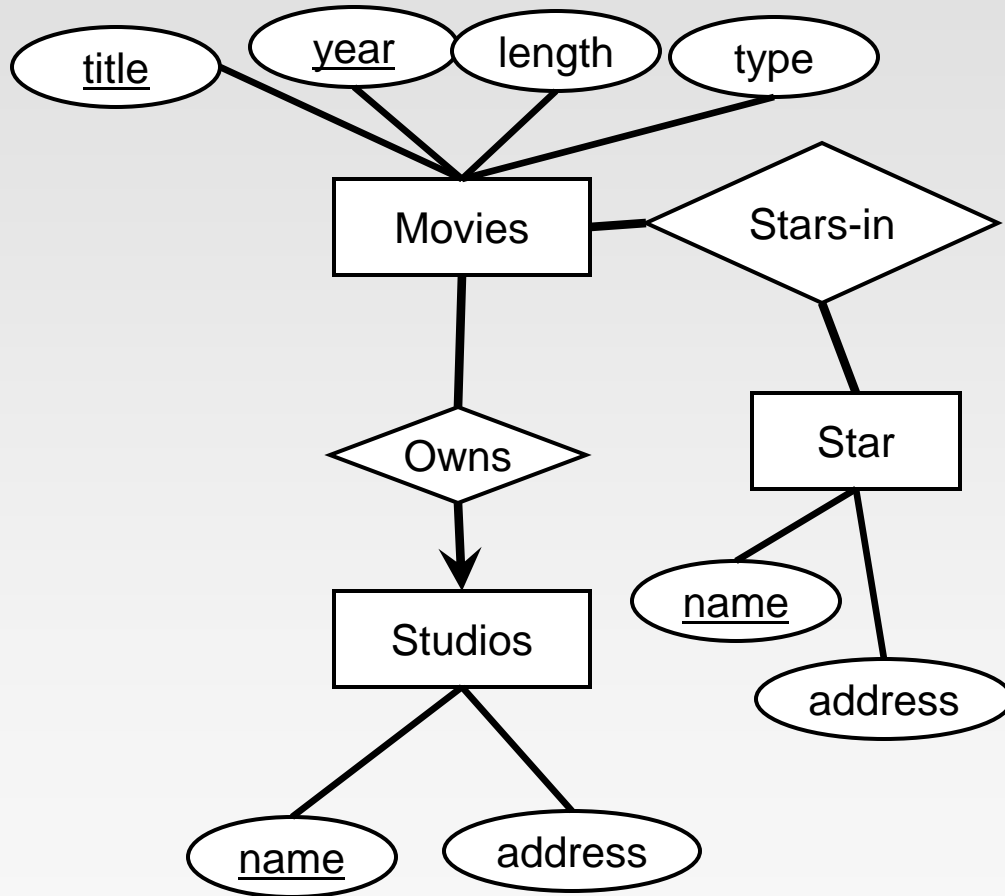 title
year
length
type
Movies
Stars-in
Star
Owns
name
Studios
address
name
address